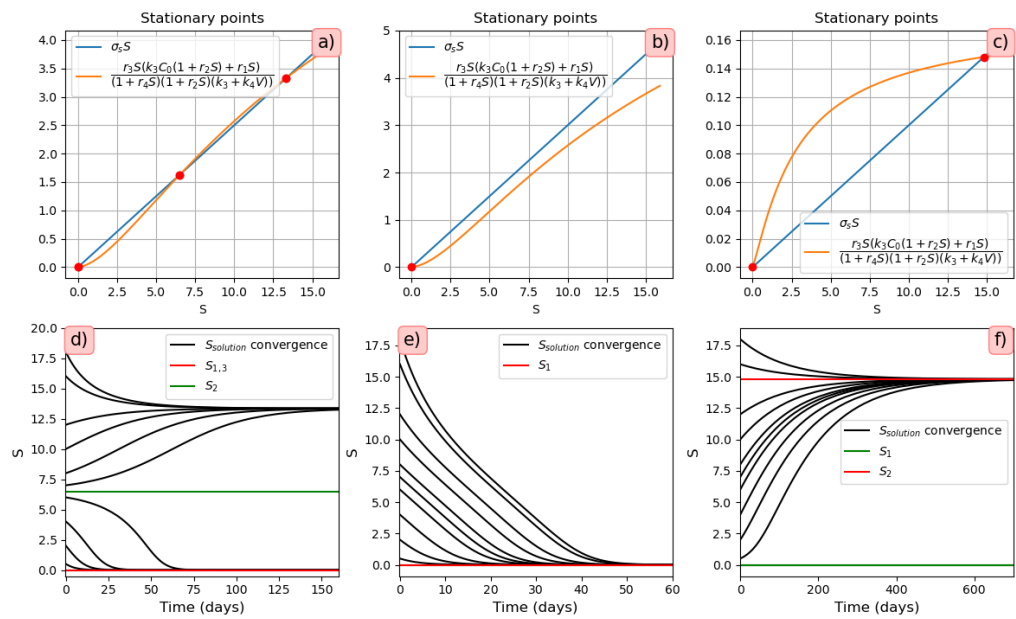 Stationary points
4.0
3.5
3.0
2.5
2.0
1.5
1.0
0.5
0.0
σ_sS
r_3S(k_3C_0(1+r_2S)+r_1S)
(1+r_4S)(1+r_2S)(k_3+k_4V))
a)
0.0 2.5 5.0 7.5 10.0 12.5 15.0
S
Stationary points
5
4
3
2
1
0
σ_sS
r_3S(k_3C_0(1+r_2S)+r_1S)
(1+r_4S)(1+r_2S)(k_3+k_4V))
b)
0.0 2.5 5.0 7.5 10.0 12.5 15.0
S
Stationary points
0.16
0.14
0.12
0.10
0.08
0.06
0.04
0.02
0.00
c)
σ_sS
r_3S(k_3C_0(1+r_2S)+r_1S)
(1+r_4S)(1+r_2S)(k_3+k_4V))
0.0 2.5 5.0 7.5 10.0 12.5 15.0
S
20.0
17.5
15.0
12.5
10.0
7.5
5.0
2.5
0.0
S
d)
S_solution convergence
S_1,3
S_2
0 25 50 75 100 125 150
Time (days)
17.5
15.0
12.5
10.0
7.5
5.0
2.5
0.0
S
e)
S_solution convergence
S_1
0 10 20 30 40 50 60
Time (days)
17.5
15.0
12.5
10.0
7.5
5.0
2.5
0.0
S
f)
S_solution convergence
S_1
S_2
0 200 400 600
Time (days)